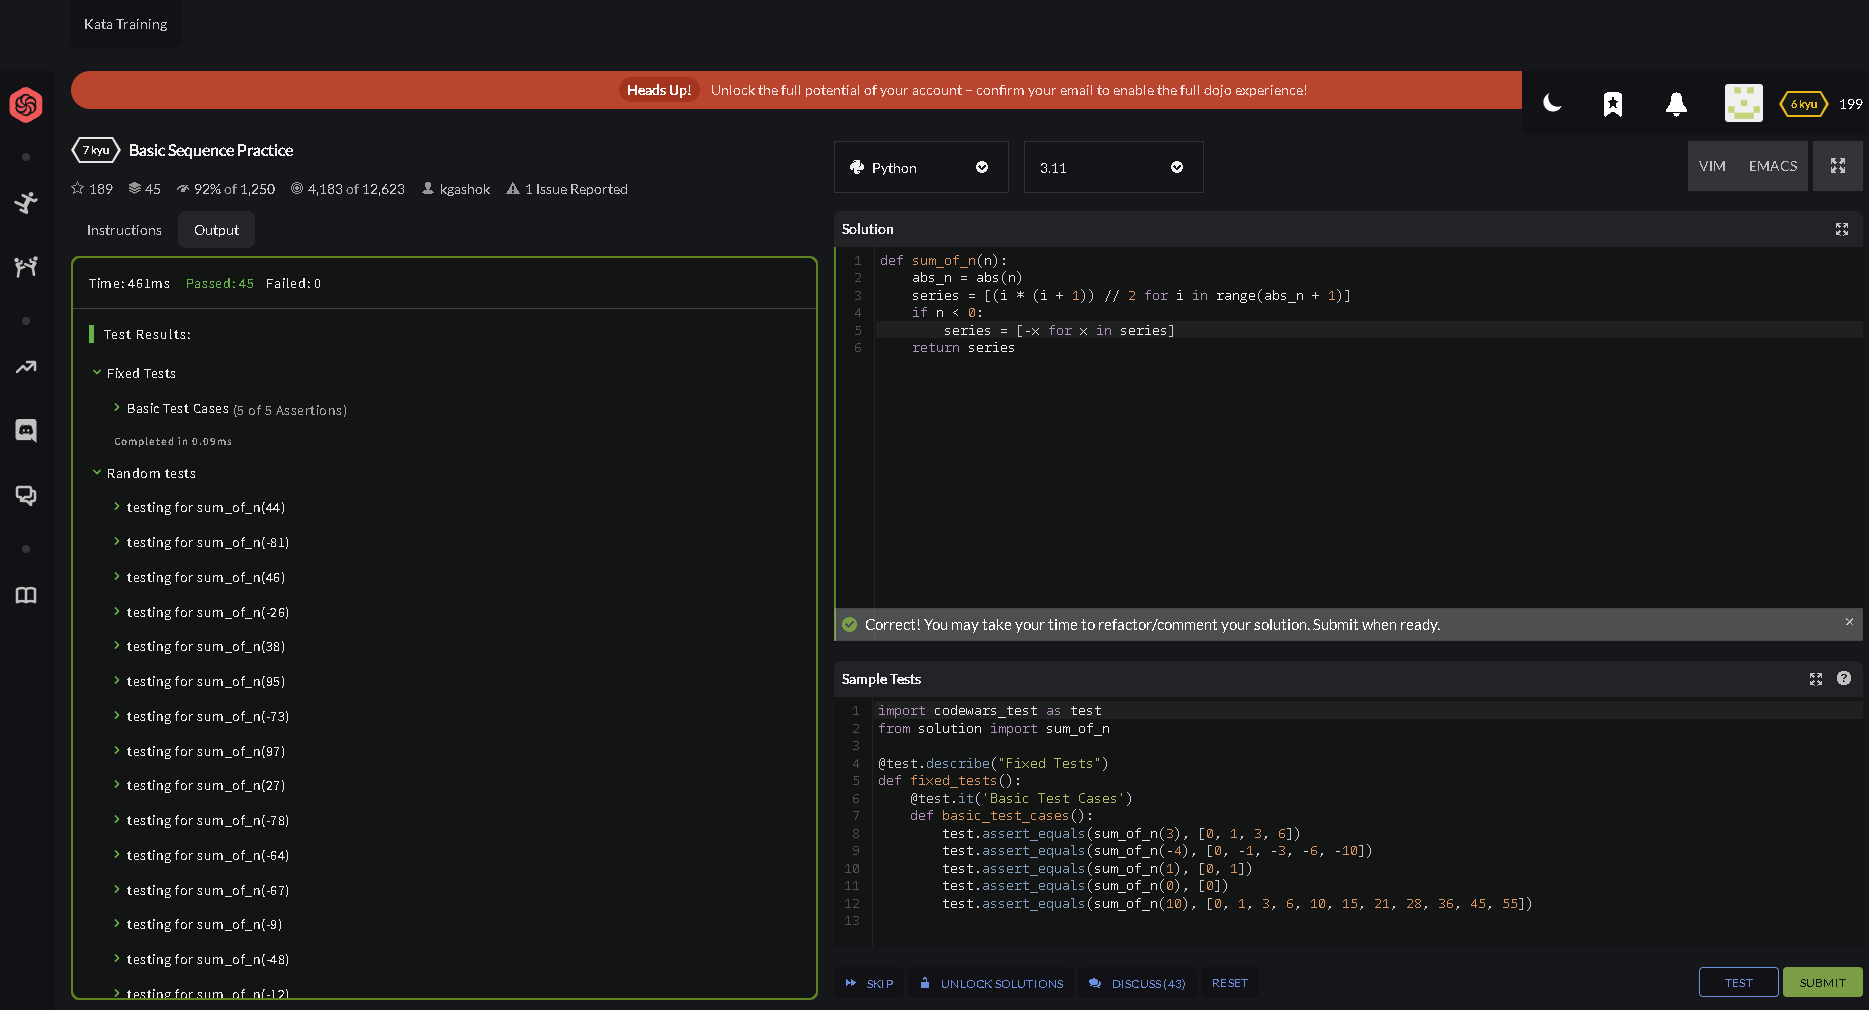 Kata Training
Heads Up! Unlock the full potential of your account – confirm your email to enable the full dojo experience!
6 kyu 199
7 kyu Basic Sequence Practice
189 45 92% of 1,250 4,183 of 12,623 kgashok 1 Issue Reported
Instructions Output
Time: 461ms Passed: 45 Failed: 0
Test Results:
Fixed Tests
Basic Test Cases (5 of 5 Assertions)
Completed in 0.09ms
Random tests
testing for sum_of_n(44)
testing for sum_of_n(-81)
testing for sum_of_n(46)
testing for sum_of_n(-26)
testing for sum_of_n(38)
testing for sum_of_n(95)
testing for sum_of_n(-73)
testing for sum_of_n(97)
testing for sum_of_n(27)
testing for sum_of_n(-78)
testing for sum_of_n(-64)
testing for sum_of_n(-67)
testing for sum_of_n(-9)
testing for sum_of_n(-48)
testing for sum_of_n(-12)
Python 3.11 VIM EMACS
Solution
1 def sum_of_n(n):
2     abs_n = abs(n)
3     series = [(i * (i + 1)) // 2 for i in range(abs_n + 1)]
4     if n < 0:
5         series = [-x for x in series]
6     return series
Correct! You may take your time to refactor/comment your solution. Submit when ready.
Sample Tests
1 import codewars_test as test
2 from solution import sum_of_n
3
4 @test.describe("Fixed Tests")
5 def fixed_tests():
6     @test.it('Basic Test Cases')
7     def basic_test_cases():
8         test.assert_equals(sum_of_n(3), [0, 1, 3, 6])
9         test.assert_equals(sum_of_n(-4), [0, -1, -3, -6, -10])
10         test.assert_equals(sum_of_n(1), [0, 1])
11         test.assert_equals(sum_of_n(0), [0])
12         test.assert_equals(sum_of_n(10), [0, 1, 3, 6, 10, 15, 21, 28, 36, 45, 55])
13
SKIP UNLOCK SOLUTIONS DISCUSS (43) RESET TEST SUBMIT